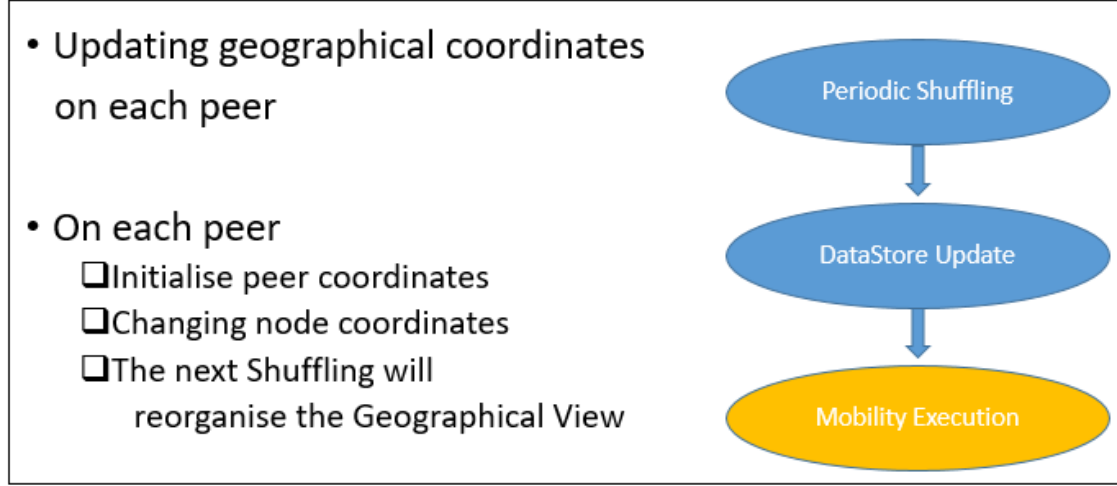 • Updating geographical coordinates
on each peer
• On each peer
❑Initialise peer coordinates
❑Changing node coordinates
❑The next Shuffling will
reorganise the Geographical View
Periodic Shuffling
DataStore Update
Mobility Execution